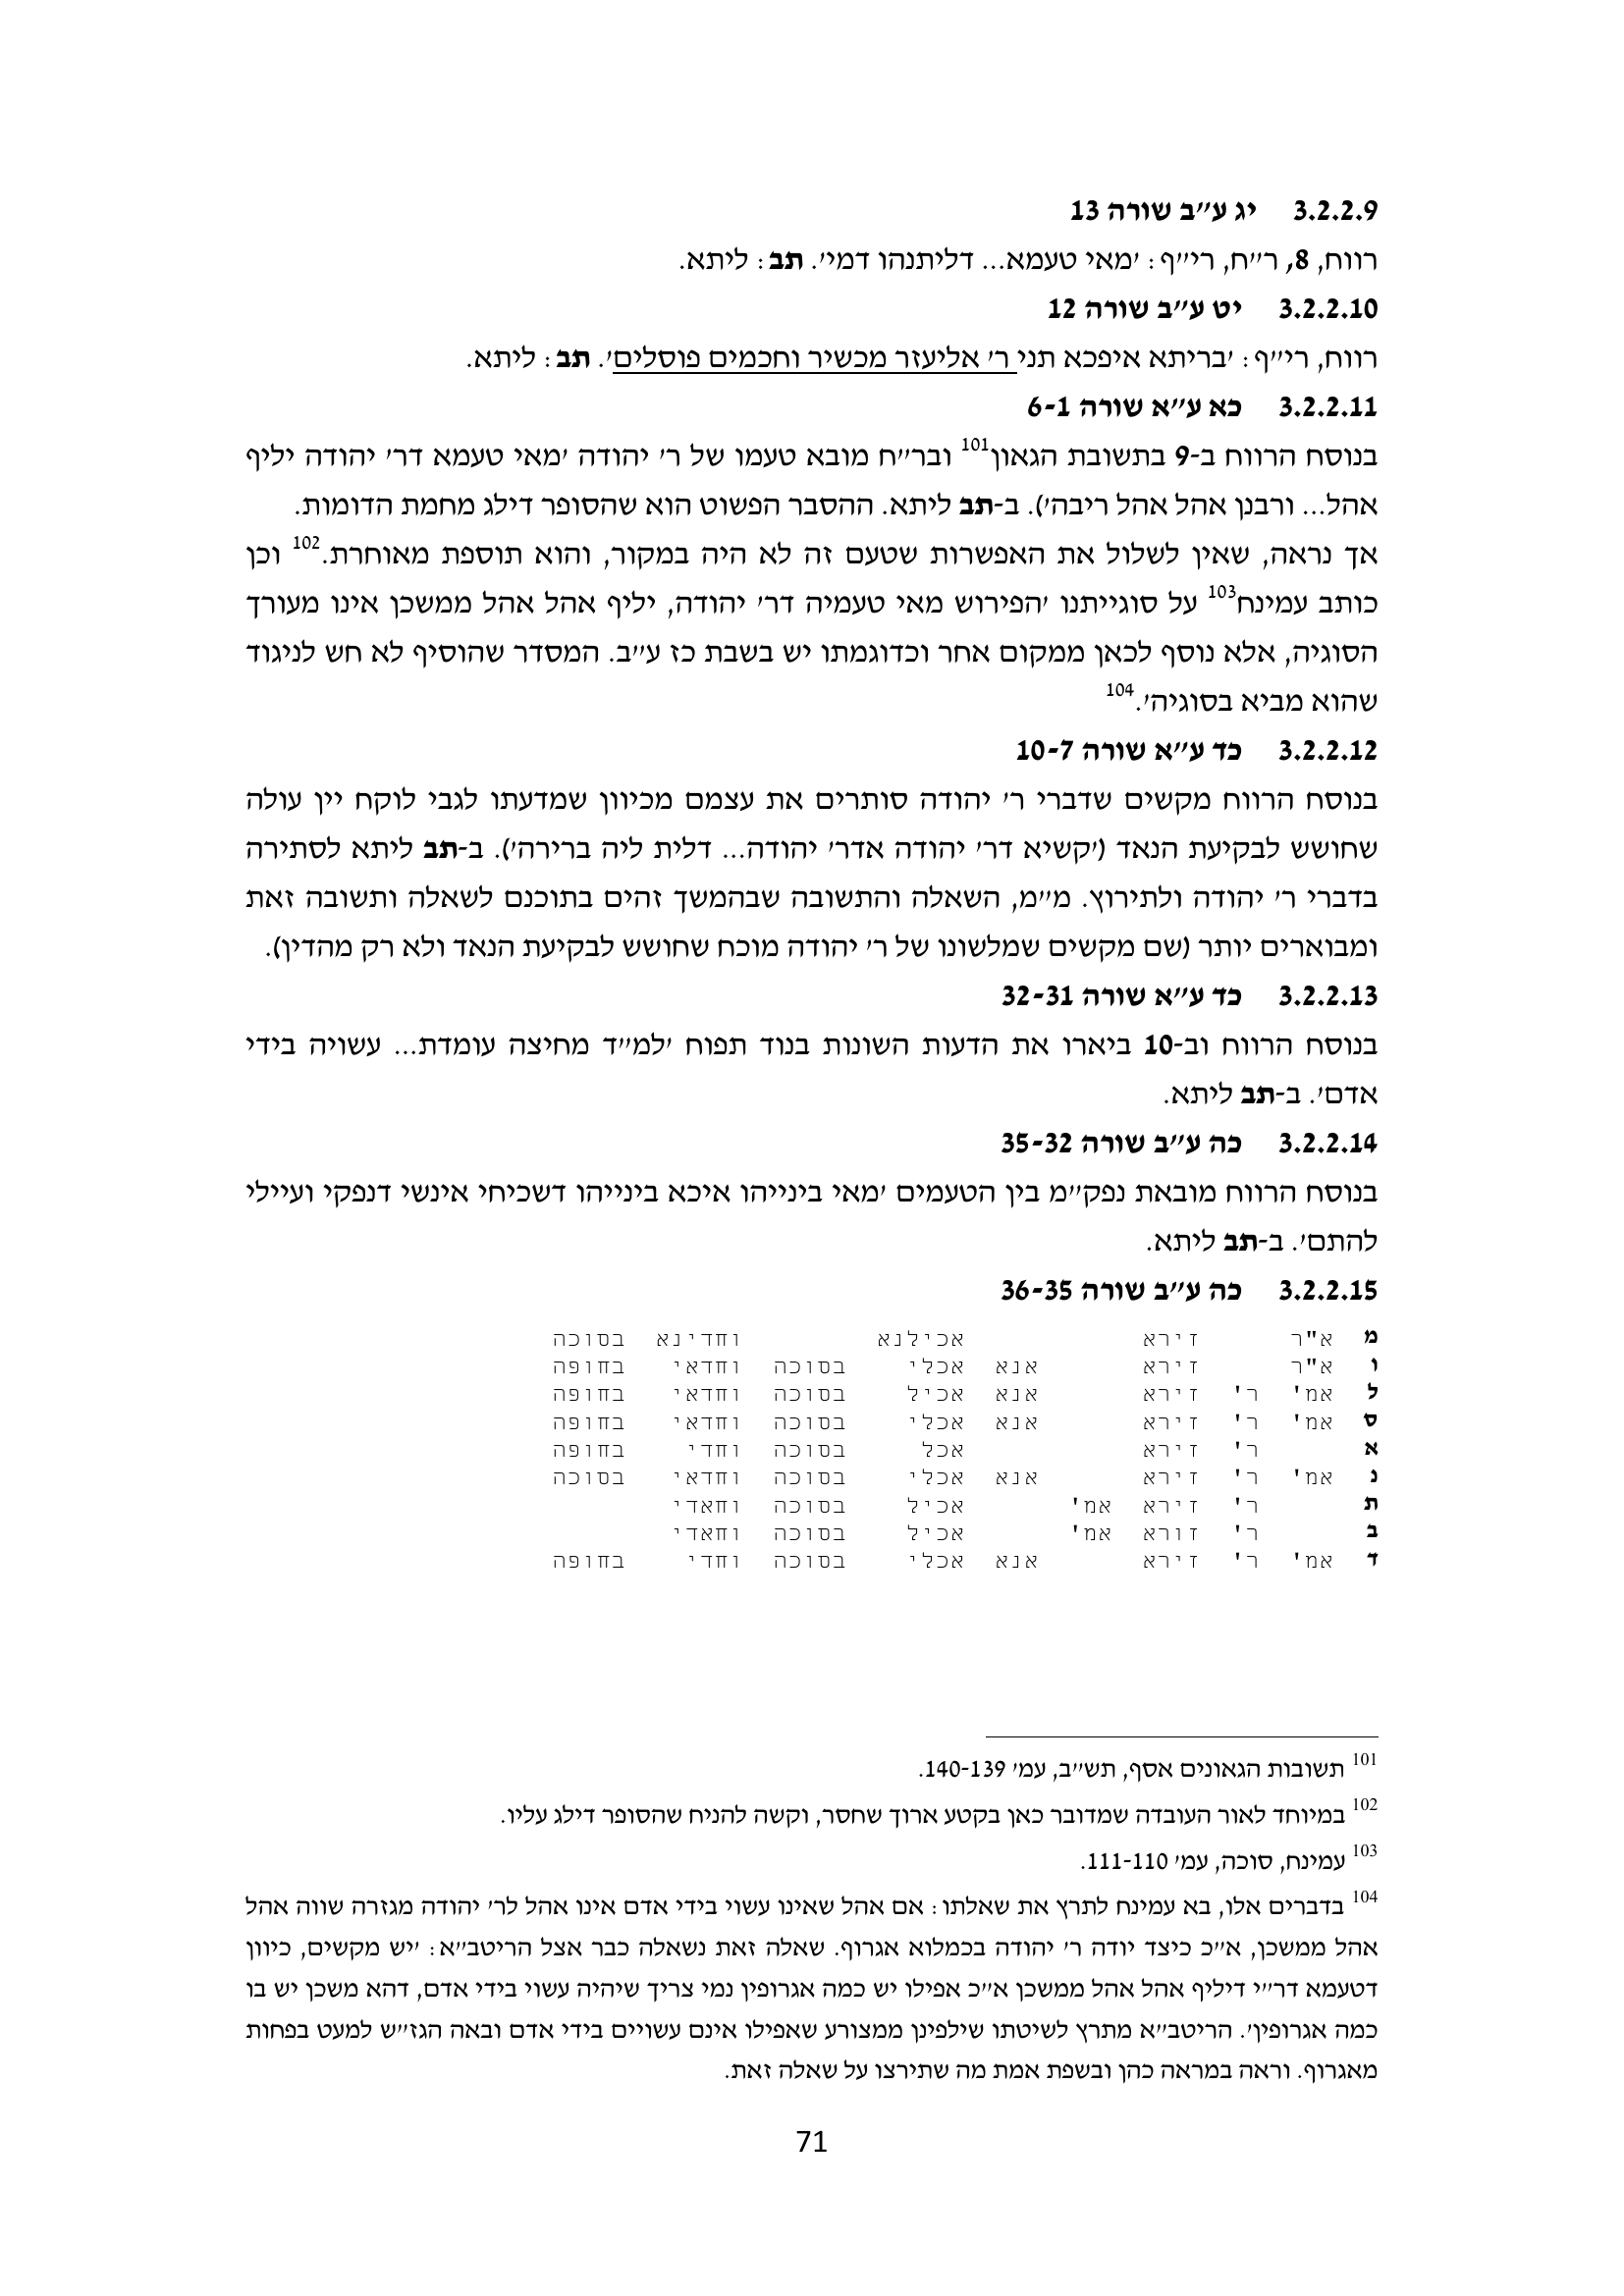 3.2.2.9 יג ע״ב שורה 13
רווח, 8, ר״ח, רי״ף: ׳מאי טעמא... דליתנהו דמי׳. תב: ליתא.
3.2.2.10 יט ע״ב שורה 12
רווח, רי״ף: ׳בריתא איפכא תני ר׳ אליעזר מכשיר וחכמים פוסלים׳. תב: ליתא.
3.2.2.11 כא ע״א שורה 6-1
בנוסח הרווח ב-9 בתשובת הגאון101 ובר״ח מובא טעמו של ר׳ יהודה ׳מאי טעמא דר׳ יהודה יליף
אהל... ורבנן אהל אהל ריבה׳). ב-תב ליתא. ההסבר הפשוט הוא שהסופר דילג מחמת הדומות.
אך נראה, שאין לשלול את האפשרות שטעם זה לא היה במקור, והוא תוספת מאוחרת.102 וכן
כותב עמינח103 על סוגייתנו ׳הפירוש מאי טעמיה דר׳ יהודה, יליף אהל אהל ממשכן אינו מעורך
הסוגיה, אלא נוסף לכאן ממקום אחר וכדוגמתו יש בשבת כז ע״ב. המסדר שהוסיף לא חש לניגוד
שהוא מביא בסוגיה׳.104
3.2.2.12 כד ע״א שורה 10-7
בנוסח הרווח מקשים שדברי ר׳ יהודה סותרים את עצמם מכיוון שמדעתו לגבי לוקח יין עולה
שחושש לבקיעת הנאד (׳קשיא דר׳ יהודה אדר׳ יהודה... דלית ליה ברירה׳). ב-תב ליתא לסתירה
בדברי ר׳ יהודה ולתירוץ. מ״מ, השאלה והתשובה שבהמשך זהים בתוכנם לשאלה ותשובה זאת
ומבוארים יותר (שם מקשים שמלשונו של ר׳ יהודה מוכח שחושש לבקיעת הנאד ולא רק מהדין).
3.2.2.13 כד ע״א שורה 32-31
בנוסח הרווח וב-10 ביארו את הדעות השונות בנוד תפוח ׳למ״ד מחיצה עומדת... עשויה בידי
אדם׳. ב-תב ליתא.
3.2.2.14 כה ע״ב שורה 35-32
בנוסח הרווח מובאת נפק״מ בין הטעמים ׳מאי בינייהו איכא בינייהו דשכיחי אינשי דנפקי ועיילי
להתם׳. ב-תב ליתא.
3.2.2.15 כה ע״ב שורה 36-35
מ א"ר זירא אכילנא וחדינא בסוכה
ו א"ר זירא אנא אכלי בסוכה וחדאי בחופה
ל אמ' ר' זירא אנא אכיל בסוכה וחדאי בחופה
ס אמ' ר' זירא אנא אכלי בסוכה וחדאי בחופה
א ר' זירא אכל בסוכה וחדי בחופה
נ אמ' ר' זירא אנא אכלי בסוכה וחדאי בסוכה
ת ר' זירא אמ' אכיל בסוכה וחאדי
ב ר' זורא אמ' אכיל בסוכה וחאדי
ד אמ' ר' זירא אנא אכלי בסוכה וחדי בחופה
101 תשובות הגאונים אסף, תש״ב, עמ׳ 140-139.
102 במיוחד לאור העובדה שמדובר כאן בקטע ארוך שחסר, וקשה להניח שהסופר דילג עליו.
103 עמינח, סוכה, עמ׳ 111-110.
104 בדברים אלו, בא עמינח לתרץ את שאלתו: אם אהל שאינו עשוי בידי אדם אינו אהל לר׳ יהודה מגזרה שווה אהל
אהל ממשכן, א״כ כיצד יודה ר׳ יהודה בכמלוא אגרוף. שאלה זאת נשאלה כבר אצל הריטב״א: ׳יש מקשים, כיוון
דטעמא דר״י דיליף אהל אהל ממשכן א״כ אפילו יש כמה אגרופין נמי צריך שיהיה עשוי בידי אדם, דהא משכן יש בו
כמה אגרופין׳. הריטב״א מתרץ לשיטתו שילפינן ממצורע שאפילו אינם עשויים בידי אדם ובאה הגז״ש למעט בפחות
מאגרוף. וראה במראה כהן ובשפת אמת מה שתירצו על שאלה זאת.
71